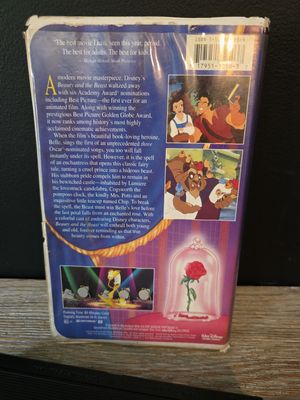 "The best movie I have seen this year, period.
The best for adults. The best for kids."
A modern movie masterpiece, Disney's
Beauty and the Beast waltzed away
with six Academy Award nominations
including Best Picture – the first ever for
an animated film. Along with winning the
prestigious Best Picture Golden Globe Award,
it now ranks among history's most highly
acclaimed cinematic achievements.
When the film's beautiful book-loving heroine,
Belle, sings the first of an unprecedented three
Oscar-nominated songs, you too will fall
instantly under its spell. However, it is the spell
of an enchantress that opens this classic fairy
tale, turning a cruel prince into a hideous beast.
His stubborn pride compels him to remain in
his bewitched castle – inhabited by Lumiere
the lovestruck candelabra, Cogsworth the
pompous clock, the kindly Mrs. Potts and an
inquisitive little teacup named Chip. To break
the spell, the Beast must win Belle's love before
the last petal falls from an enchanted rose. With
a colorful cast of endearing characters,
Beauty and the Beast will enthrall both young
and old, forever reminding us that true
beauty comes from within.
Running Time: 84 Minutes/Color